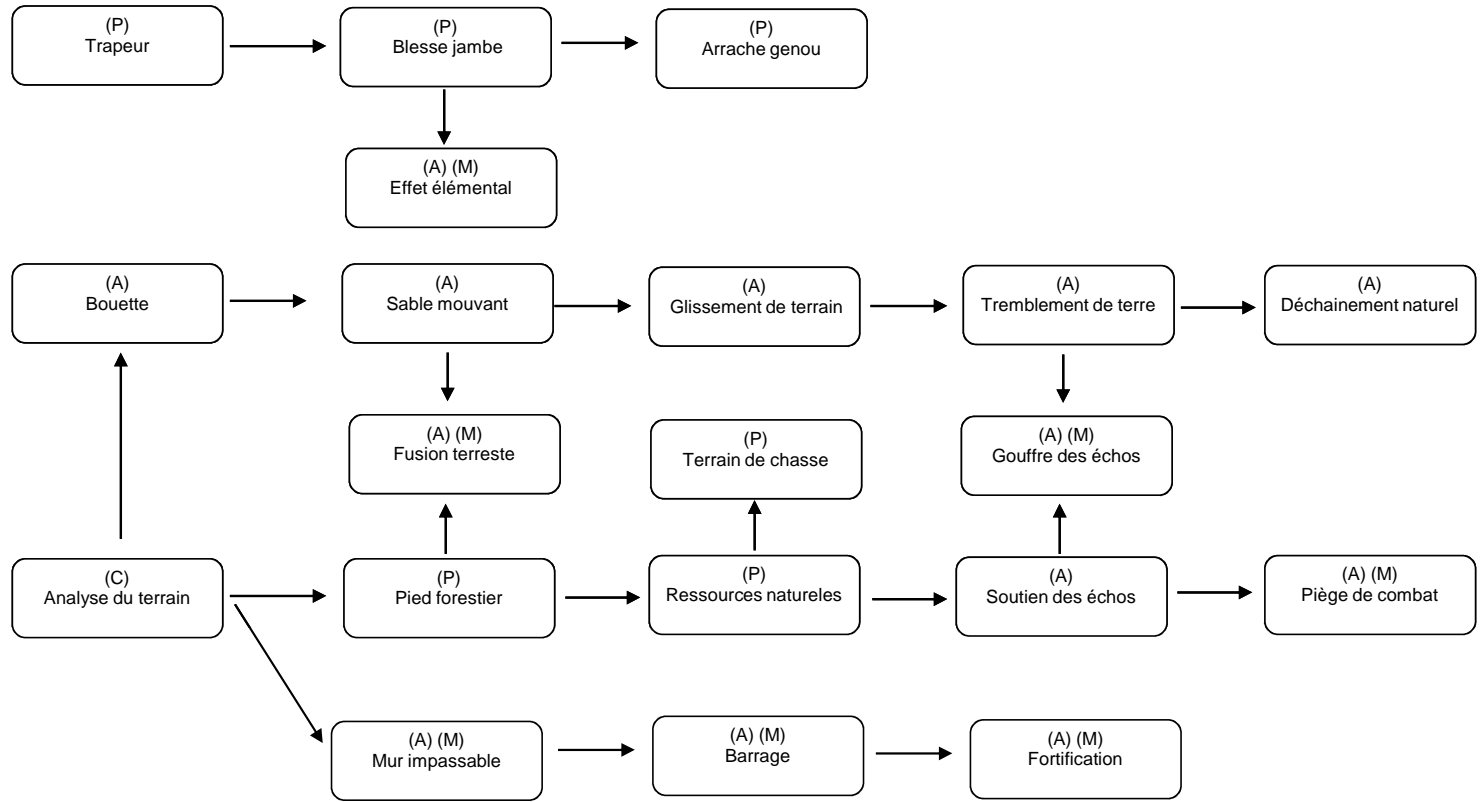 (P)
Trapeur
(P)
Blesse jambe
(P)
Arrache genou
(A) (M)
Effet élémental
(A)
Bouette
(A)
Sable mouvant
(A)
Glissement de terrain
(A)
Tremblement de terre
(A)
Déchainement naturel
(A) (M)
Fusion terreste
(P)
Terrain de chasse
(A) (M)
Gouffre des échos
(C)
Analyse du terrain
(P)
Pied forestier
(P)
Ressources natureles
(A)
Soutien des échos
(A) (M)
Piège de combat
(A) (M)
Mur impassable
(A) (M)
Barrage
(A) (M)
Fortification